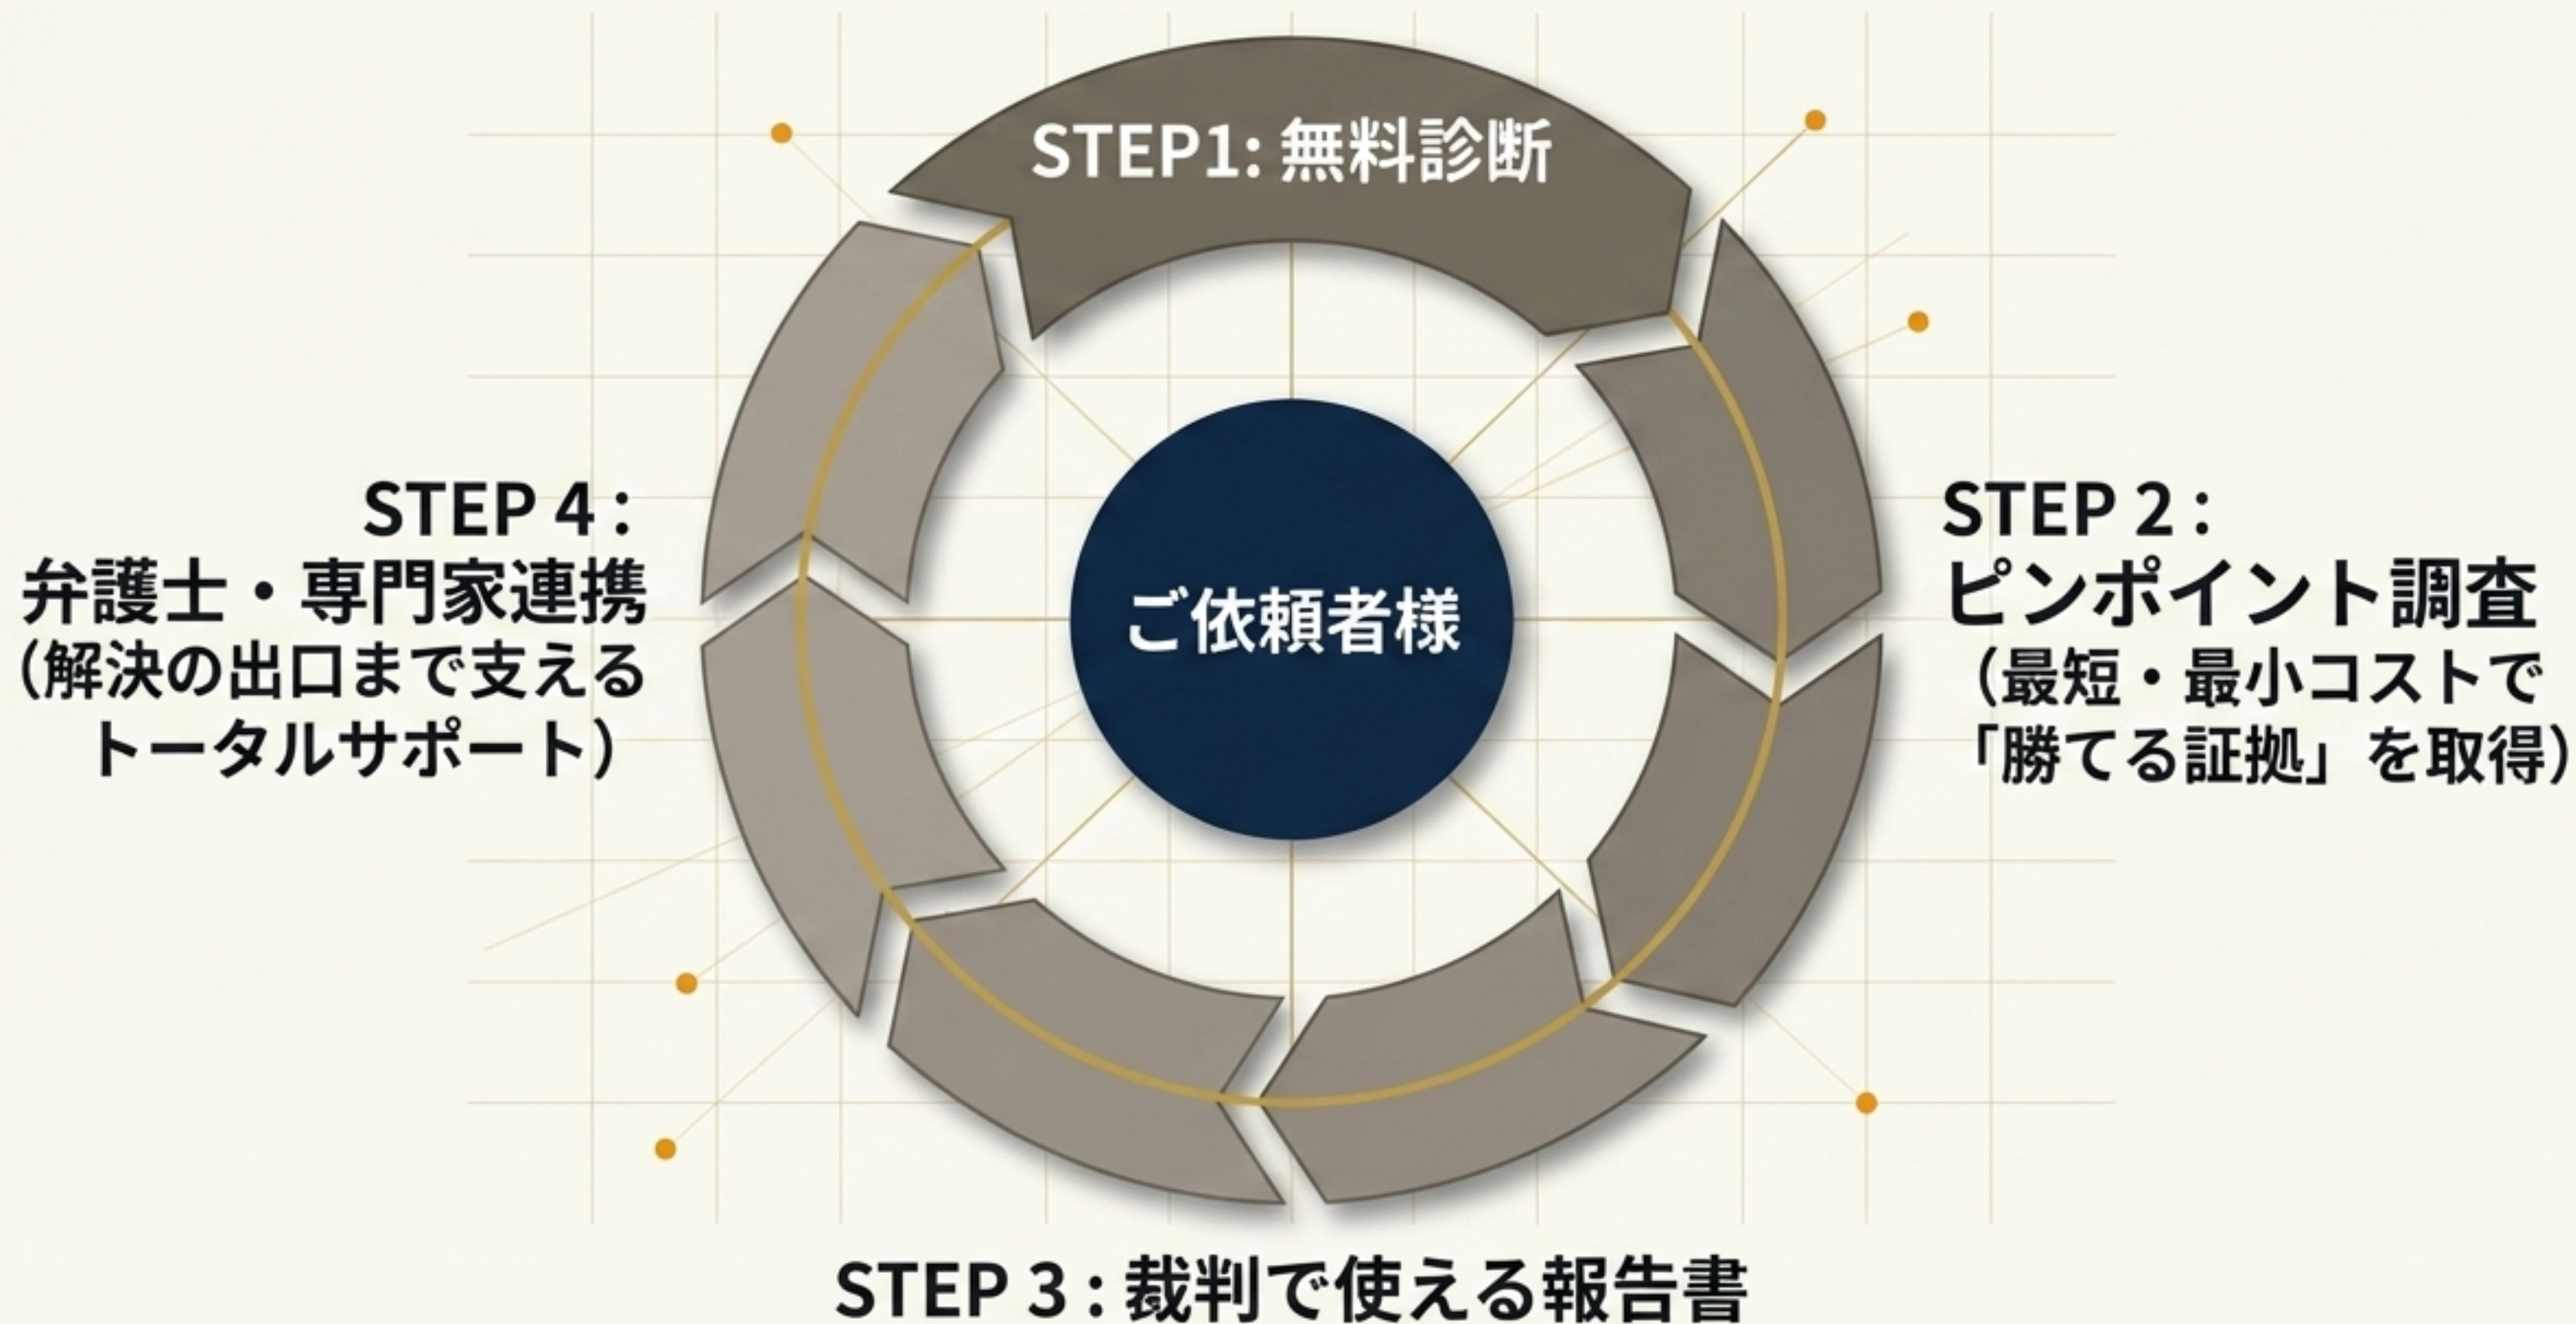 STEP1: 無料診断
STEP 2 :
ピンポイント調査
（最短・最小コストで
「勝てる証拠」を取得）
STEP 3 : 裁判で使える報告書
STEP 4 :
弁護士・専門家連携
（解決の出口まで支える
トータルサポート）
ご依頼者様